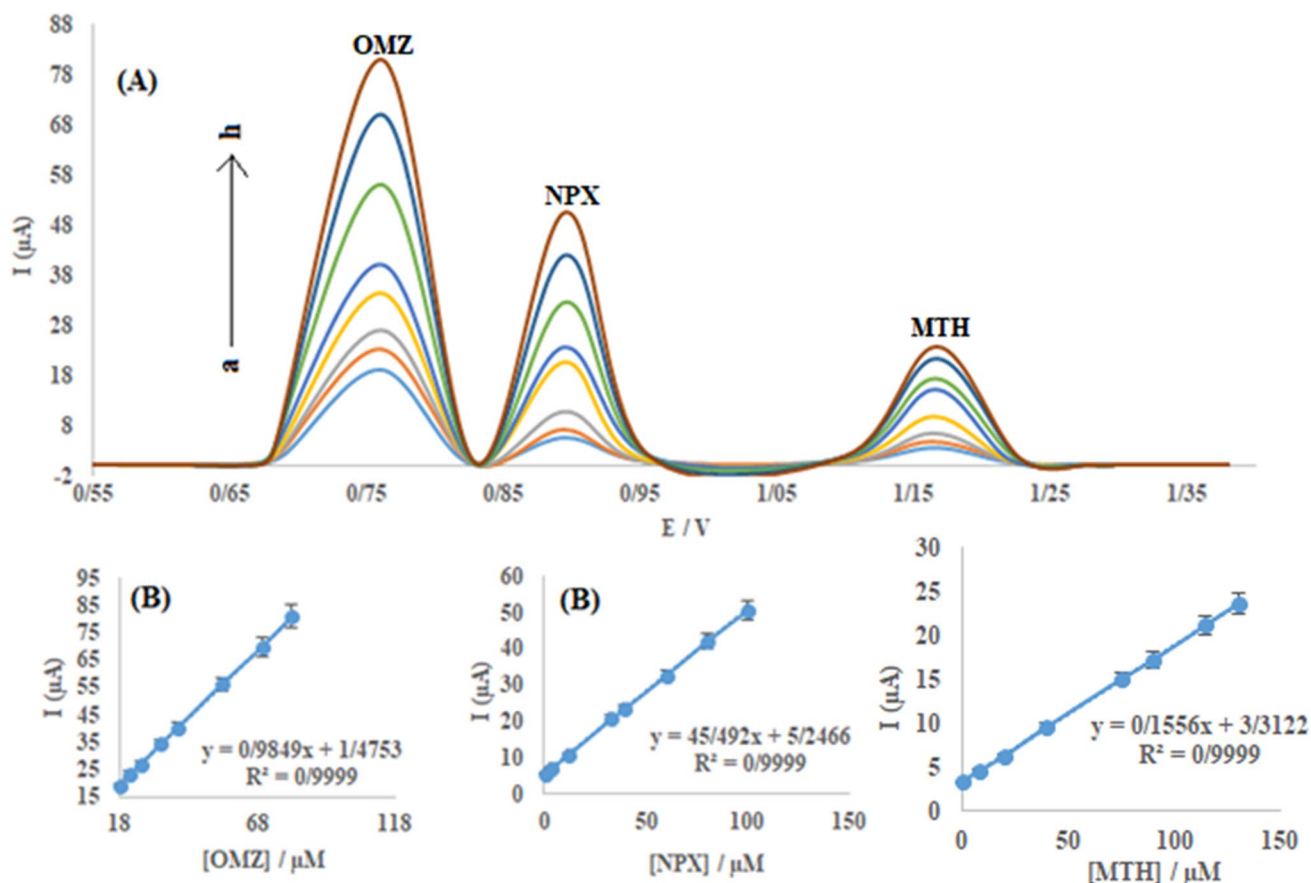 (A)
OMZ
NPX
MTH
a
h
I (µA)
88
78
68
58
48
38
28
18
8
-2
0/55 0/65 0/75 0/85 0/95 1/05 1/15 1/25 1/35
E / V
(B)
I (µA)
95
85
75
65
55
45
35
25
15
y = 0/9849x + 1/4753
R² = 0/9999
18 68 118
[OMZ] / µM
(B)
I (µA)
60
50
40
30
20
10
0
y = 45/492x + 5/2466
R² = 0/9999
0 50 100 150
[NPX] / µM
I (µA)
30
25
20
15
10
5
0
y = 0/1556x + 3/3122
R² = 0/9999
0 50 100 150
[MTH] / µM